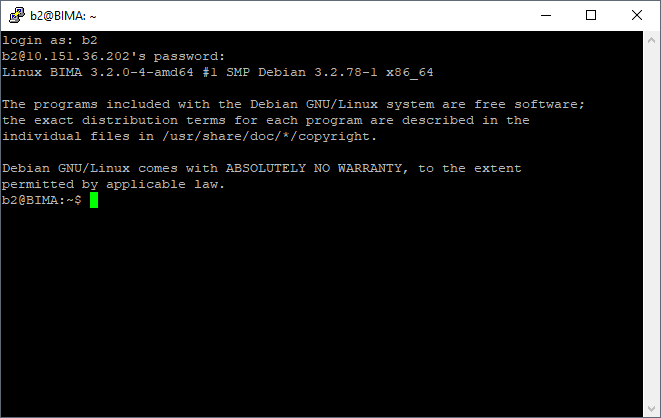 b2@BIMA: ~
login as: b2
b2@10.151.36.202's password:
Linux BIMA 3.2.0-4-amd64 #1 SMP Debian 3.2.78-1 x86_64

The programs included with the Debian GNU/Linux system are free software;
the exact distribution terms for each program are described in the
individual files in /usr/share/doc/*/copyright.

Debian GNU/Linux comes with ABSOLUTELY NO WARRANTY, to the extent
permitted by applicable law.
b2@BIMA:~$